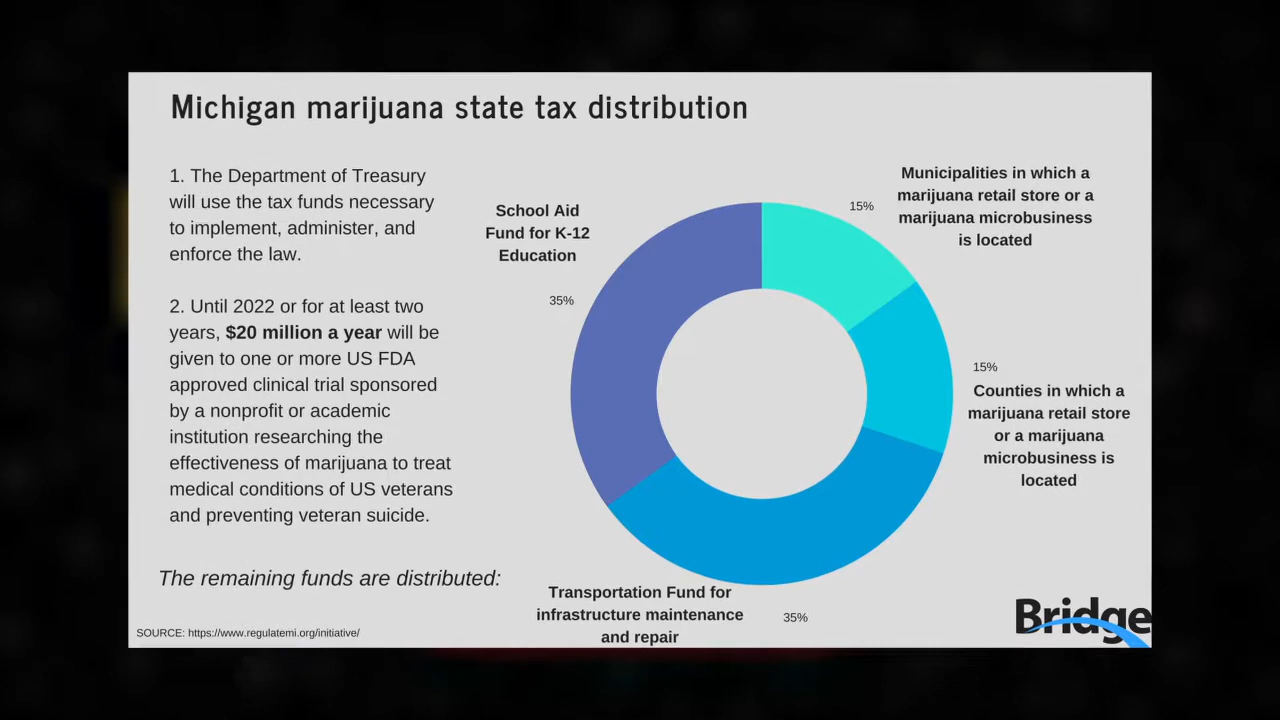 Michigan marijuana state tax distribution
1. The Department of Treasury
will use the tax funds necessary
to implement, administer, and
enforce the law.
2. Until 2022 or for at least two
years, $20 million a year will be
given to one or more US FDA
approved clinical trial sponsored
by a nonprofit or academic
institution researching the
effectiveness of marijuana to treat
medical conditions of US veterans
and preventing veteran suicide.
The remaining funds are distributed:
School Aid
Fund for K-12
Education
35%
15%
Municipalities in which a
marijuana retail store or a
marijuana microbusiness
is located
15%
Counties in which a
marijuana retail store
or a marijuana
microbusiness is
located
Transportation Fund for
infrastructure maintenance
and repair
35%
SOURCE: https://www.regulatemi.org/initiative/
Bridge